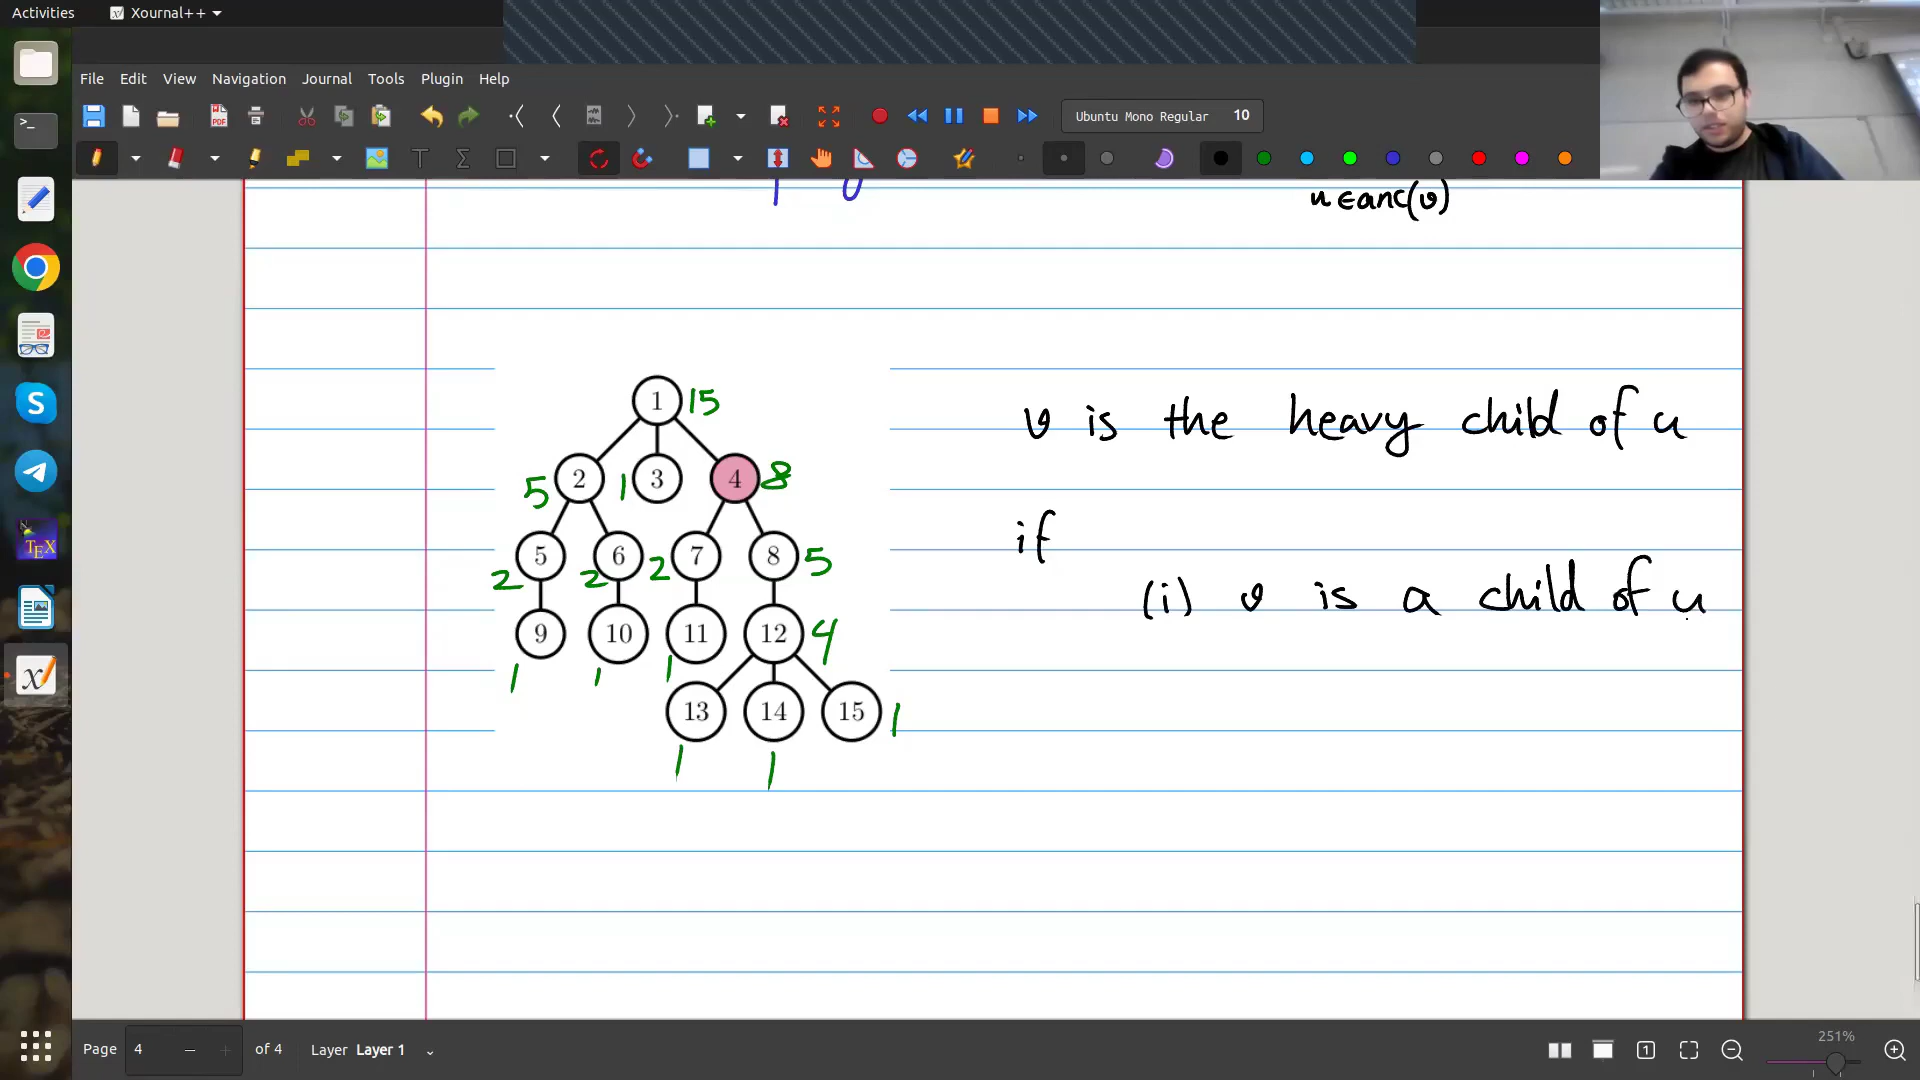 Activities Xournal++
File Edit View Navigation Journal Tools Plugin Help
Ubuntu Mono Regular 10
u ∈ anc(v)
1 15
5 2 1 3 4 8
v is the heavy child of u
if
2 5 2 6 2 7 8 5
(i) v is a child of u
9 10 11 12 4
1 1 1
13 14 15 1
1 1
Page 4 of 4 Layer Layer 1
251%